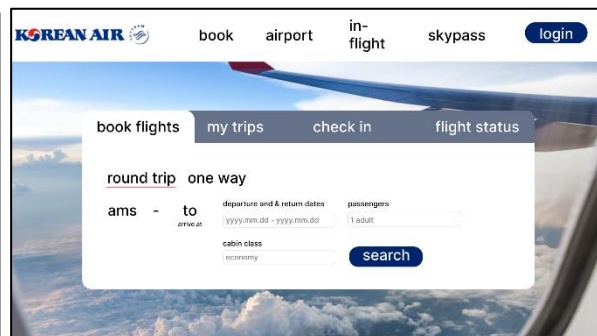 KOREAN AIR
book airport in-flight skypass login
book flights my trips check in flight status
round trip one way
ams - to
arrive at
departure and & return dates
yyyy.mm.dd - yyyy.mm.dd
passengers
1 adult
cabin class
economy
search